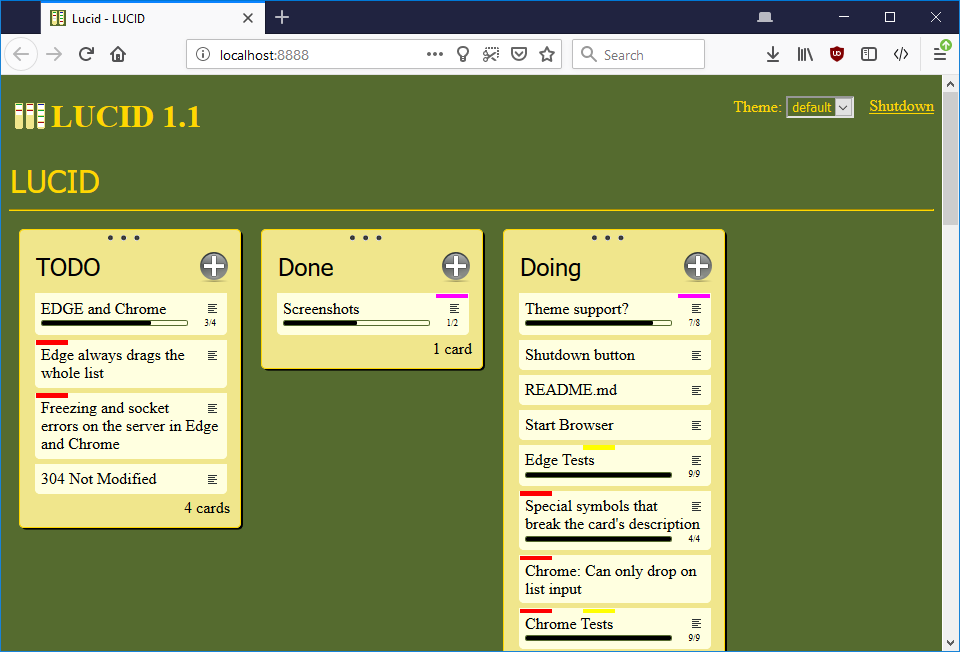 Lucid - LUCID
localhost:8888
Search
LUCID 1.1
Theme: default Shutdown
LUCID
TODO
EDGE and Chrome
3/4
Edge always drags the
whole list
Freezing and socket
errors on the server in Edge
and Chrome
304 Not Modified
4 cards
Done
Screenshots
1/2
1 card
Doing
Theme support?
7/8
Shutdown button
README.md
Start Browser
Edge Tests
9/9
Special symbols that
break the card's description
4/4
Chrome: Can only drop on
list input
Chrome Tests
9/9